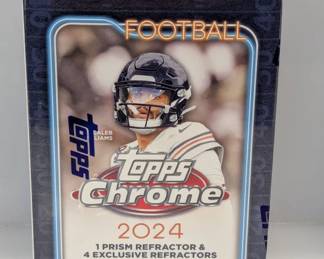 FOOTBALL
topps
CALEB
WILLIAMS
TOPPS
Chrome
2024
1 PRISM REFRACTOR &
4 EXCLUSIVE REFRACTORS